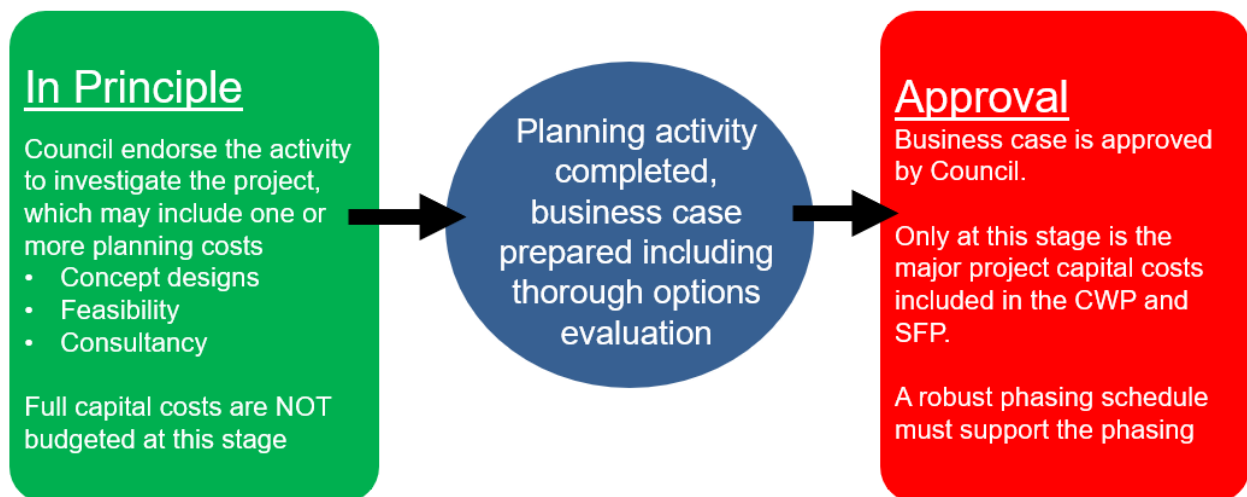 In Principle
Council endorse the activity
to investigate the project,
which may include one or
more planning costs
• Concept designs
• Feasibility
• Consultancy
Full capital costs are NOT
budgeted at this stage
Planning activity
completed,
business case
prepared including
thorough options
evaluation
Approval
Business case is approved
by Council.
Only at this stage is the
major project capital costs
included in the CWP and
SFP.
A robust phasing schedule
must support the phasing